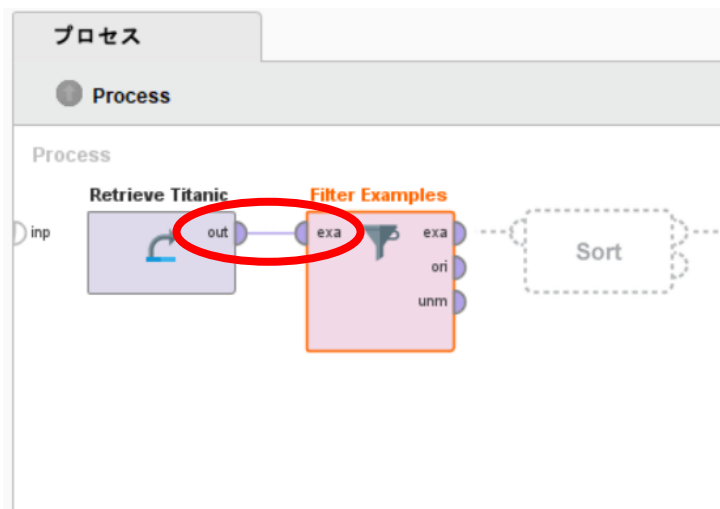 プロセス
Process
Process
Retrieve Titanic
Filter Examples
inp
out
exa
exa
Sort
ori
unm